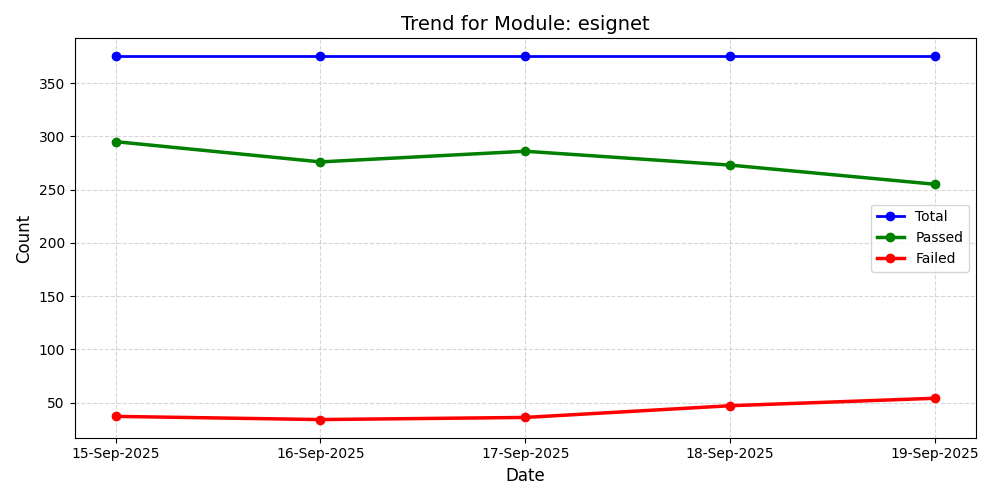 Trend for Module: esignet
Count
350
300
250
200
150
100
50
Total
Passed
Failed
15-Sep-2025
16-Sep-2025
17-Sep-2025
18-Sep-2025
19-Sep-2025
Date